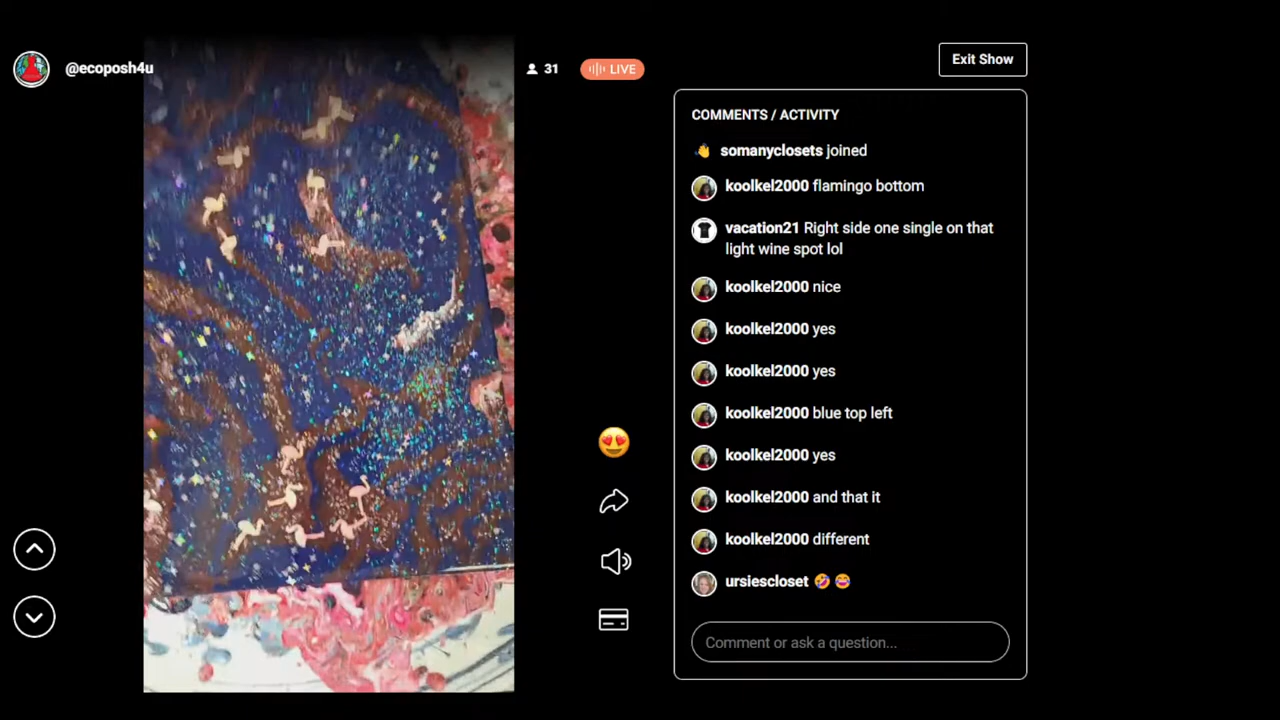 @ecoposh4u
31
LIVE
Exit Show
COMMENTS / ACTIVITY
somanyclosets joined
koolkel2000 flamingo bottom
vacation21 Right side one single on that
light wine spot lol
koolkel2000 nice
koolkel2000 yes
koolkel2000 yes
koolkel2000 blue top left
koolkel2000 yes
koolkel2000 and that it
koolkel2000 different
ursiescloset 🤣 😂
Comment or ask a question...